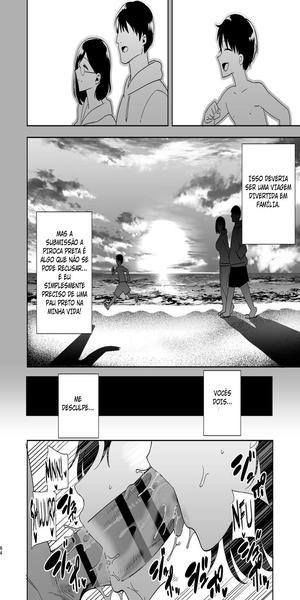 ISSO DEVERIA
SER UMA VIAGEM
DIVERTIDA EM
FAMÍLIA.
MAS A
SUBMISSÃO A
PIROCA PRETA É
ALGO QUE NÃO SE
PODE RECUSAR...
E EU
SIMPLESMENTE
PRECISO DE UMA
PAU PRETO NA
MINHA VIDA!
VOCÊS
DOIS...
ME
DESCULPE...
NFU